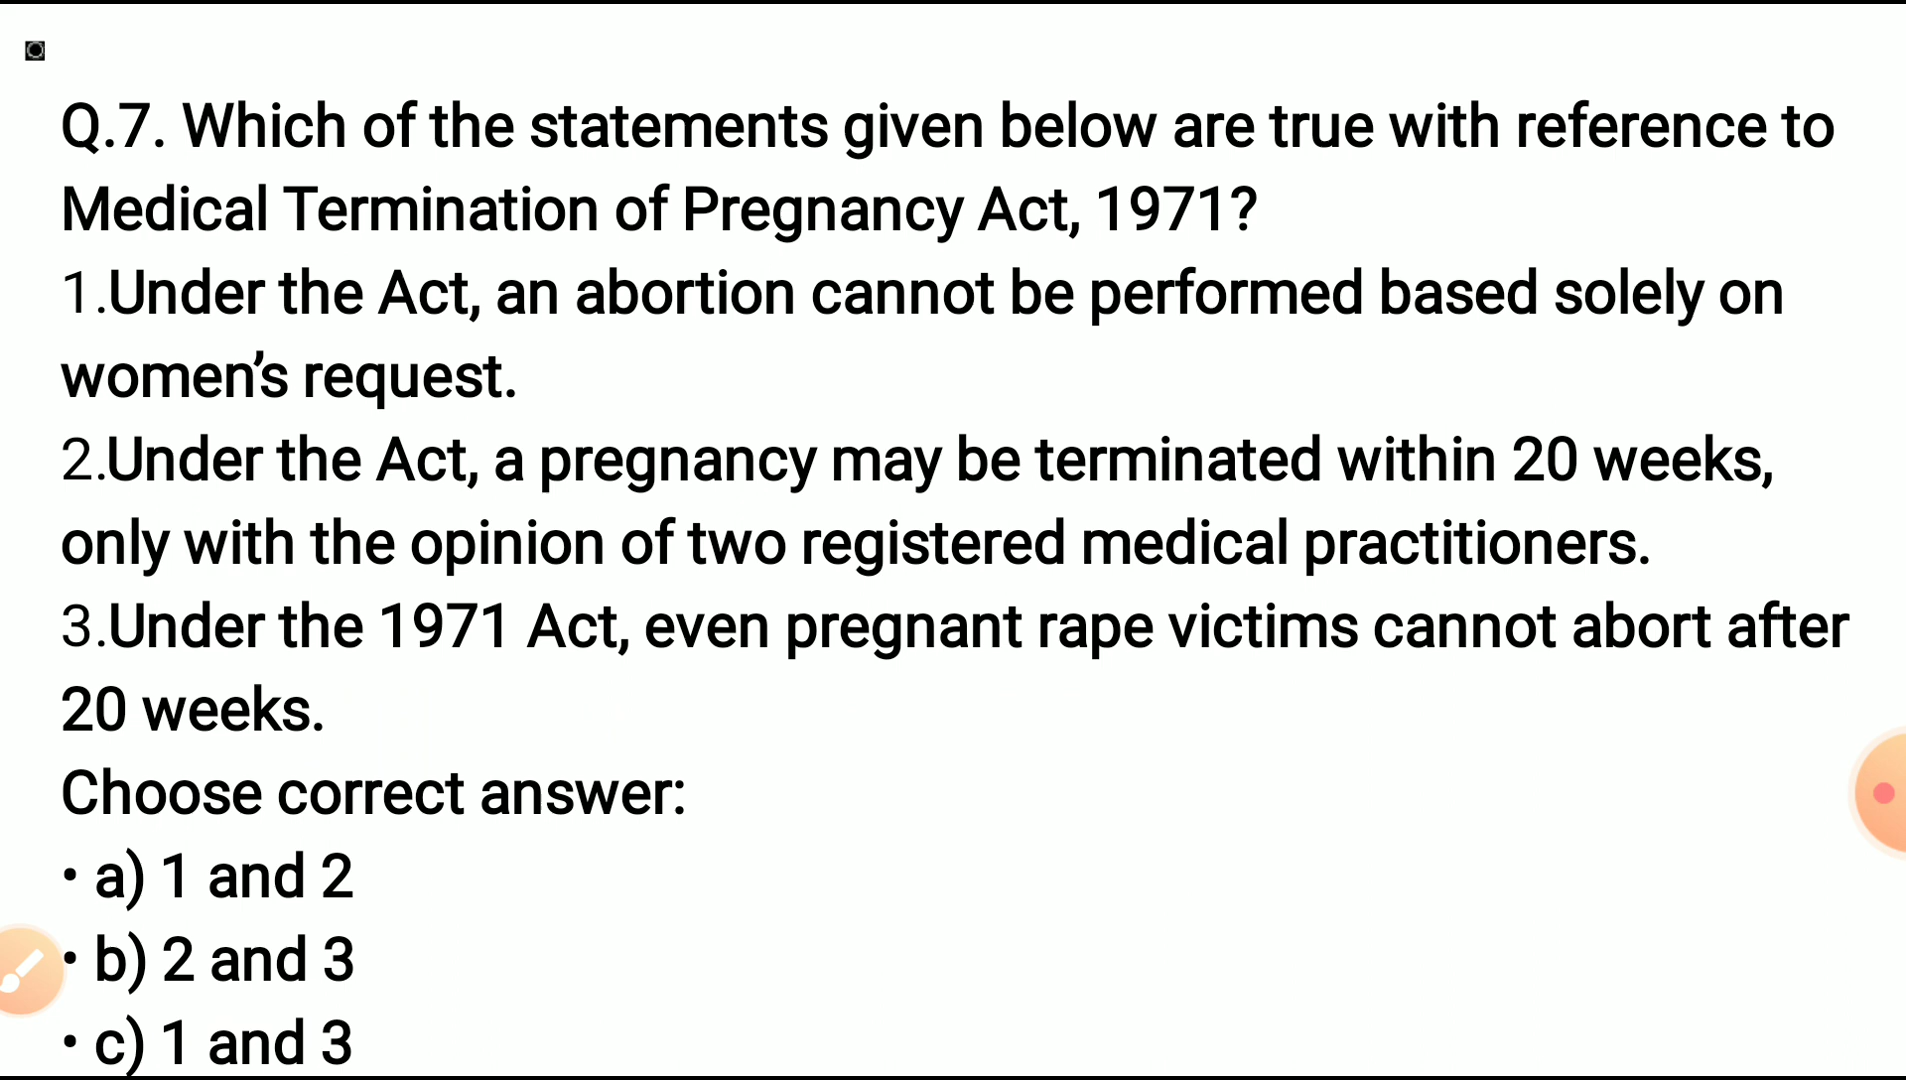 Q.7. Which of the statements given below are true with reference to
Medical Termination of Pregnancy Act, 1971?
1.Under the Act, an abortion cannot be performed based solely on
women’s request.
2.Under the Act, a pregnancy may be terminated within 20 weeks,
only with the opinion of two registered medical practitioners.
3.Under the 1971 Act, even pregnant rape victims cannot abort after
20 weeks.
Choose correct answer:
• a) 1 and 2
• b) 2 and 3
• c) 1 and 3